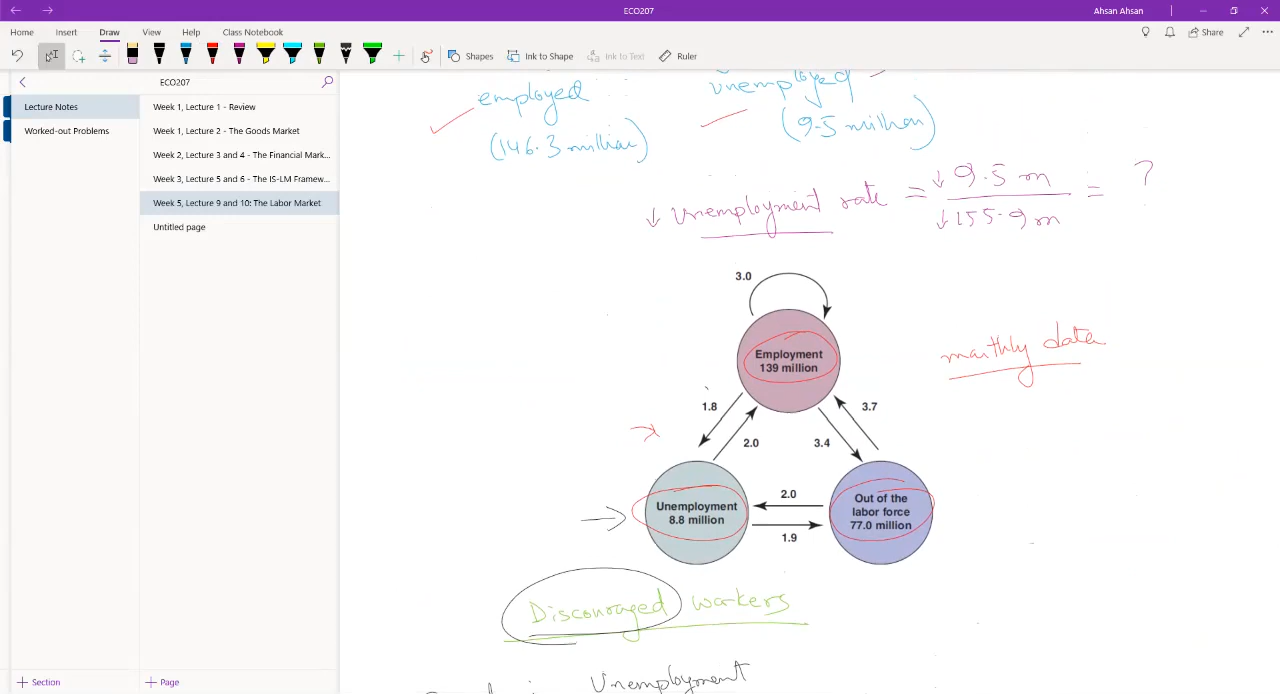 ECO207
Ahsan Ahsan
Home Insert Draw View Help Class Notebook
Share
Shapes Ink to Shape Ink to Text Ruler
ECO207
Lecture Notes
Worked-out Problems
Week 1, Lecture 1 - Review
Week 1, Lecture 2 - The Goods Market
Week 2, Lecture 3 and 4 - The Financial Mark...
Week 3, Lecture 5 and 6 - The IS-LM Framew...
Week 5, Lecture 9 and 10: The Labor Market
Untitled page
employed unemployed
(146.3 million) (9.5 million)
↓ Unemployment rate = ↓ 9.5 m / ↓ 155.9 m = ?
3.0
Employment
139 million
monthly data
1.8
3.7
2.0
3.4
Unemployment
8.8 million
2.0
1.9
Out of the
labor force
77.0 million
Discouraged workers
Unemployment
+ Section
+ Page